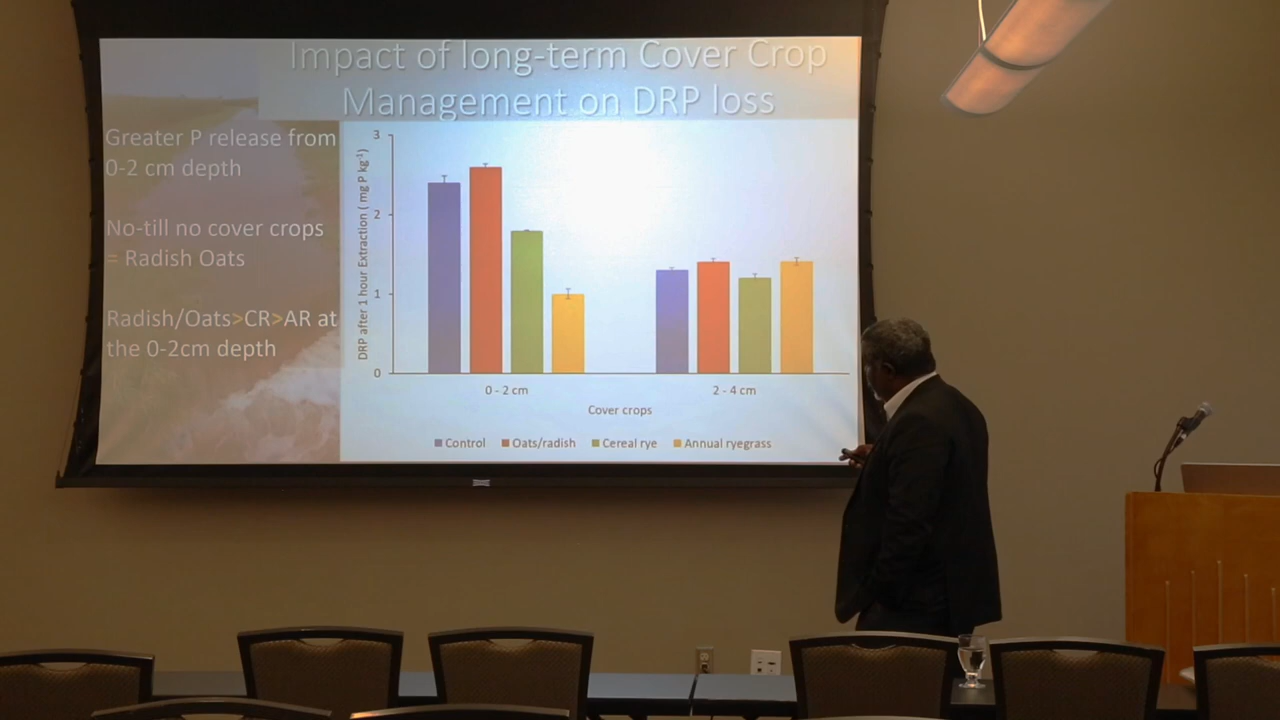 Impact of long-term Cover Crop
Management on DRP loss
Greater P release from
0-2 cm depth
No-till no cover crops
= Radish Oats
Radish/Oats>CR>AR at
the 0-2cm depth
DRP after 1 hour Extraction ( mg P kg⁻¹)
3
2
1
0
0 - 2 cm
2 - 4 cm
Cover crops
Control
Oats/radish
Cereal rye
Annual ryegrass